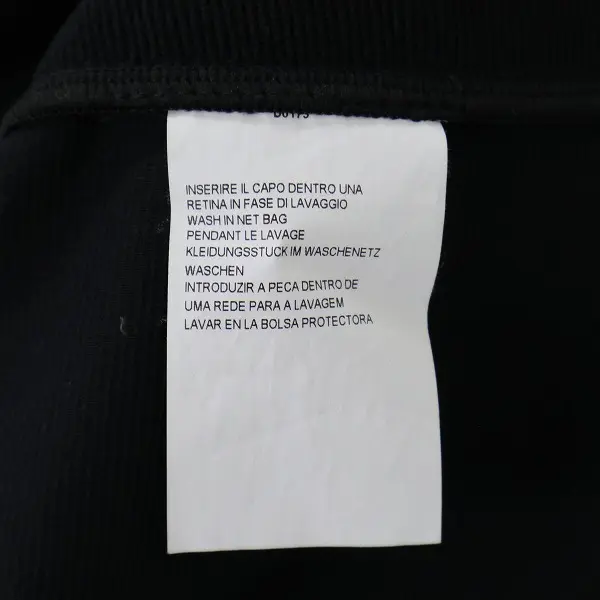 INSERIRE IL CAPO DENTRO UNA
RETINA IN FASE DI LAVAGGIO
WASH IN NET BAG
PENDANT LE LAVAGE
KLEIDUNGSSTUCK IM WASCHENETZ
WASCHEN
INTRODUZIR A PECA DENTRO DE
UMA REDE PARA A LAVAGEM
LAVAR EN LA BOLSA PROTECTORA